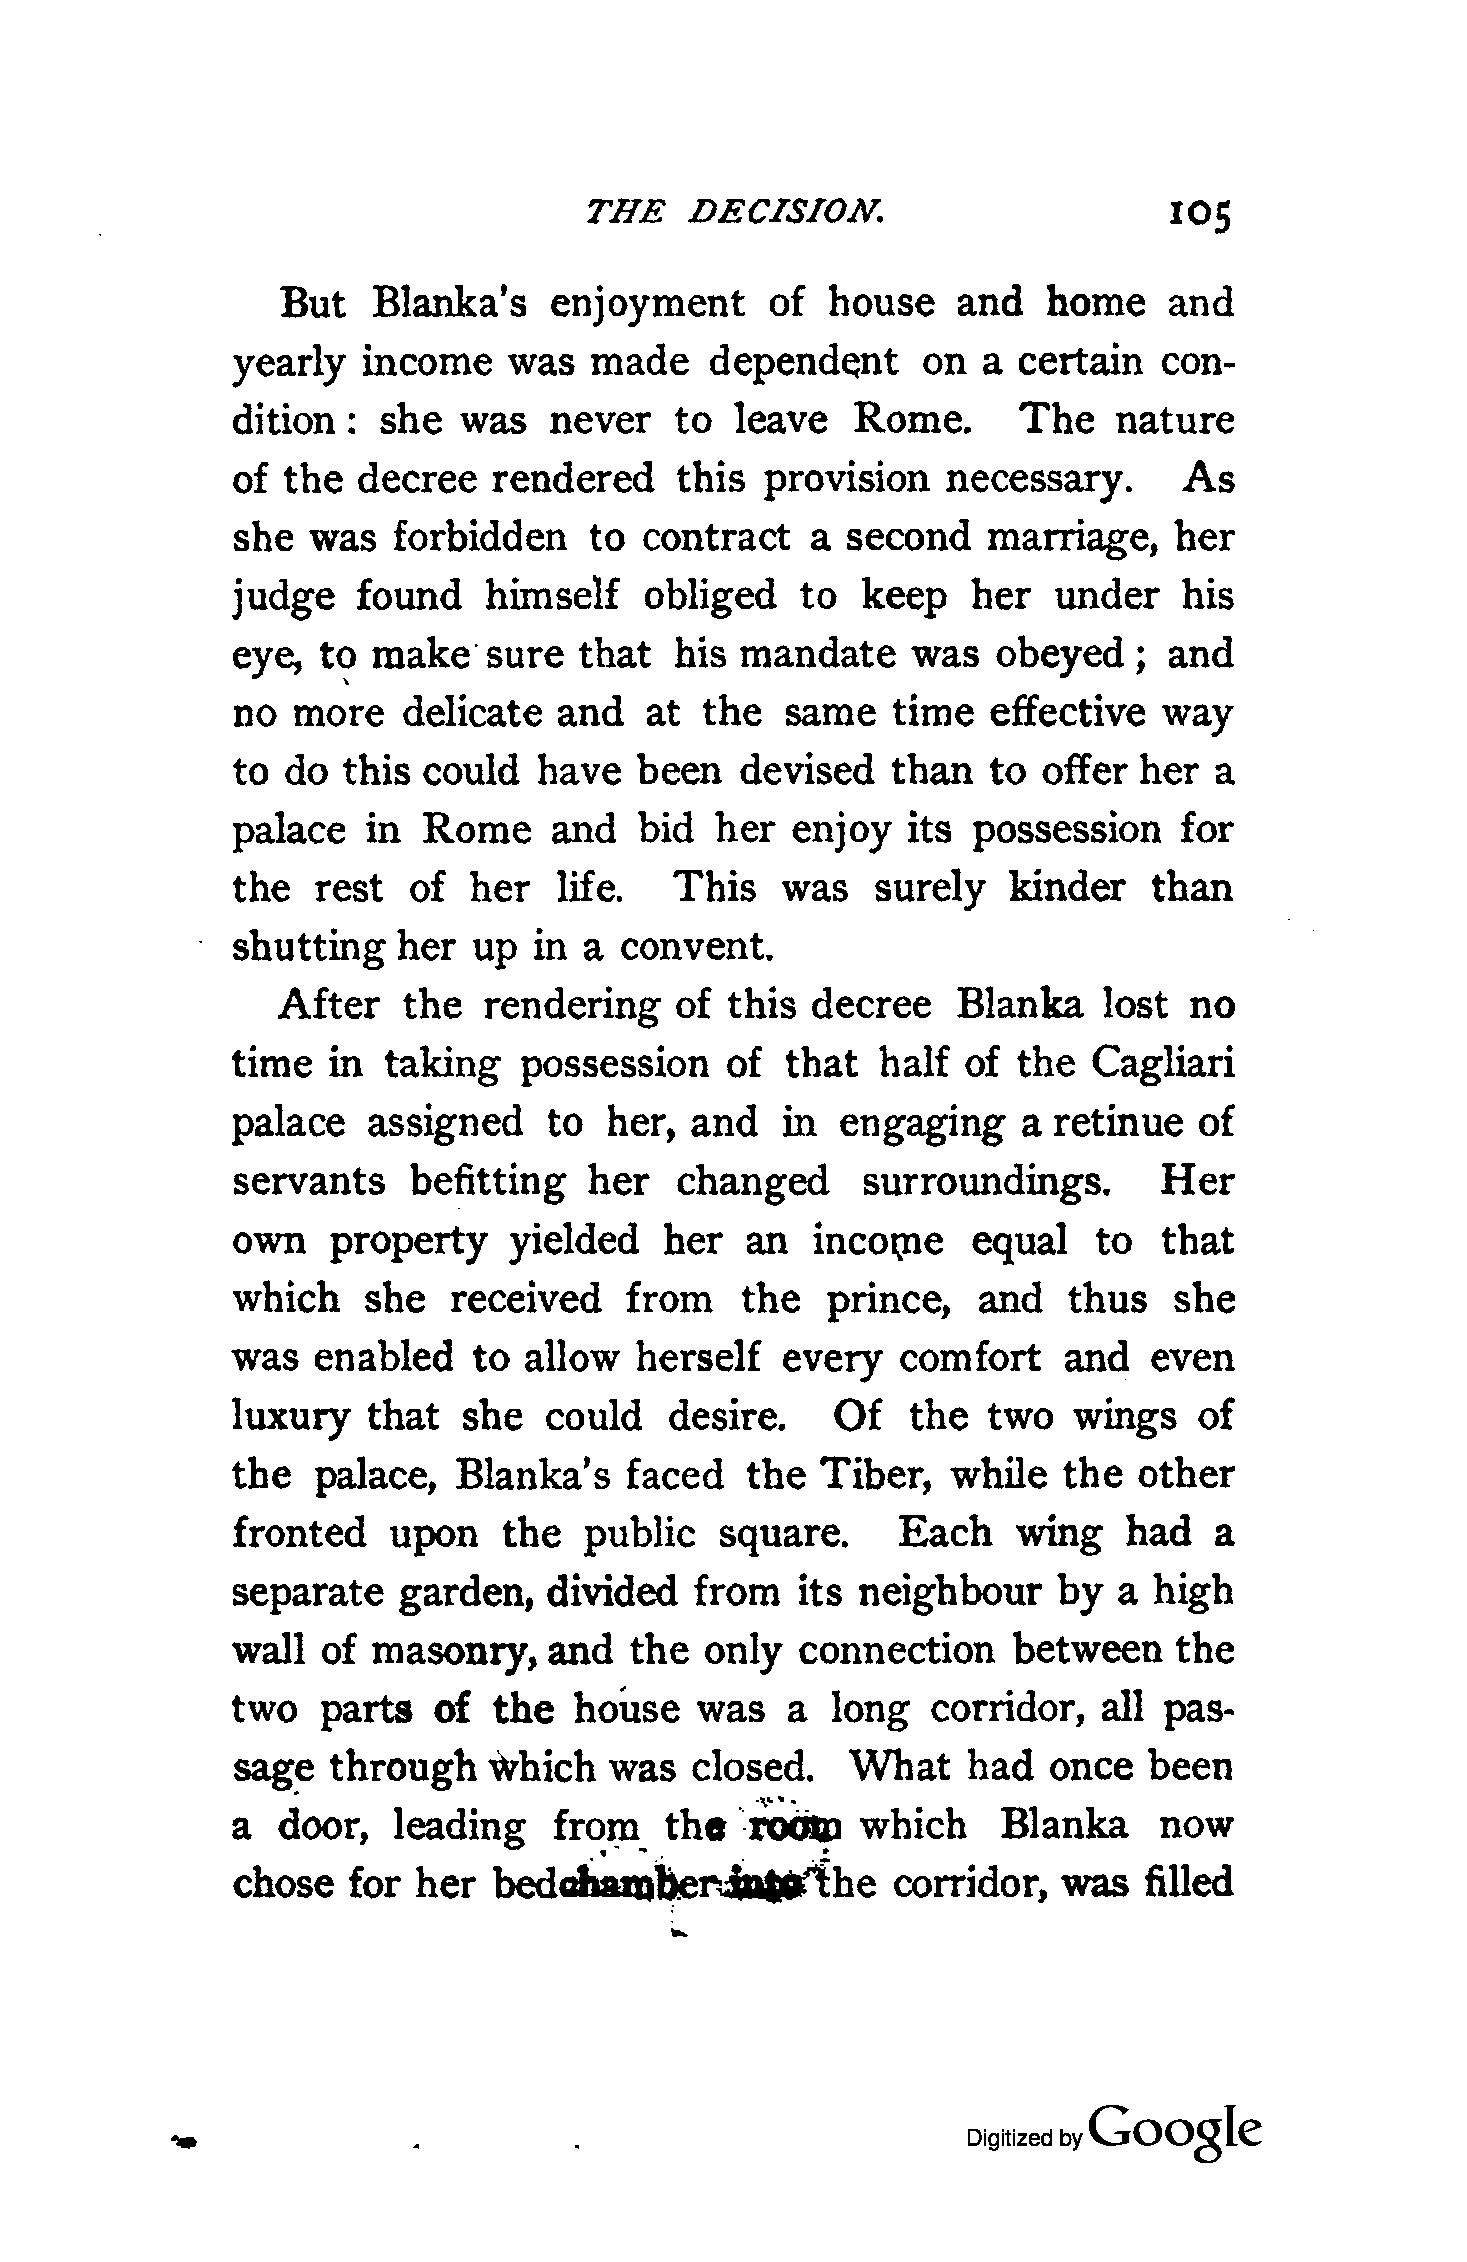 THE DECISION. 105
But Blanka's enjoyment of house and home and
yearly income was made dependent on a certain con-
dition : she was never to leave Rome. The nature
of the decree rendered this provision necessary. As
she was forbidden to contract a second marriage, her
judge found himself obliged to keep her under his
eye, to make sure that his mandate was obeyed ; and
no more delicate and at the same time effective way
to do this could have been devised than to offer her a
palace in Rome and bid her enjoy its possession for
the rest of her life. This was surely kinder than
shutting her up in a convent.
After the rendering of this decree Blanka lost no
time in taking possession of that half of the Cagliari
palace assigned to her, and in engaging a retinue of
servants befitting her changed surroundings. Her
own property yielded her an income equal to that
which she received from the prince, and thus she
was enabled to allow herself every comfort and even
luxury that she could desire. Of the two wings of
the palace, Blanka's faced the Tiber, while the other
fronted upon the public square. Each wing had a
separate garden, divided from its neighbour by a high
wall of masonry, and the only connection between the
two parts of the house was a long corridor, all pas-
sage through which was closed. What had once been
a door, leading from the room which Blanka now
chose for her bedchamber into the corridor, was filled
Digitized by Google